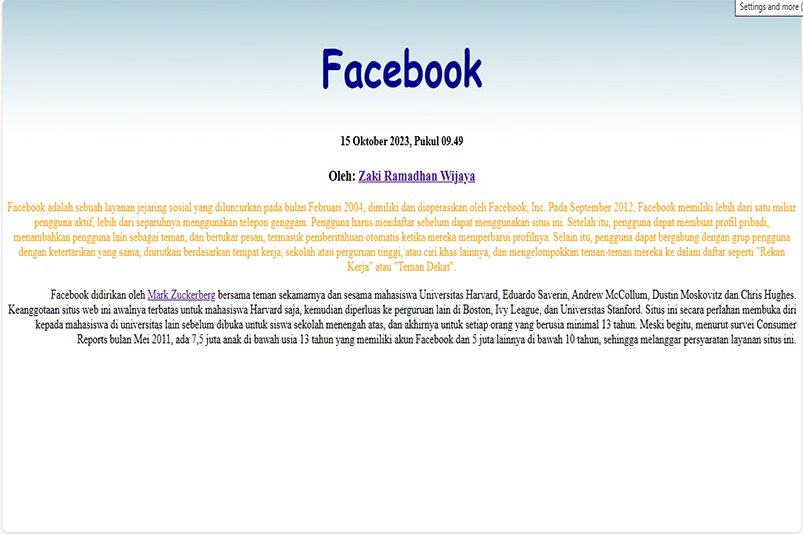 Settings and more (
Facebook
15 Oktober 2023, Pukul 09.49
Oleh: Zaki Ramadhan Wijaya
Facebook adalah sebuah layanan jejaring sosial yang diluncurkan pada bulan Februari 2004, dimiliki dan dioperasikan oleh Facebook, Inc. Pada September 2012, Facebook memiliki lebih dari satu miliar
pengguna aktif, lebih dari separuhnya menggunakan telepon genggam. Pengguna harus mendaftar sebelum dapat menggunakan situs ini. Setelah itu, pengguna dapat membuat profil pribadi,
menambahkan pengguna lain sebagai teman, dan bertukar pesan, termasuk pemberitahuan otomatis ketika mereka memperbarui profilnya. Selain itu, pengguna dapat bergabung dengan grup pengguna
dengan ketertarikan yang sama, diurutkan berdasarkan tempat kerja, sekolah atau perguruan tinggi, atau ciri khas lainnya, dan mengelompokkan teman-teman mereka ke dalam daftar seperti "Rekan
Kerja" atau "Teman Dekat".
Facebook didirikan oleh Mark Zuckerberg bersama teman sekamarnya dan sesama mahasiswa Universitas Harvard, Eduardo Saverin, Andrew McCollum, Dustin Moskovitz dan Chris Hughes.
Keanggotaan situs web ini awalnya terbatas untuk mahasiswa Harvard saja, kemudian diperluas ke perguruan lain di Boston, Ivy League, dan Universitas Stanford. Situs ini secara perlahan membuka diri
kepada mahasiswa di universitas lain sebelum dibuka untuk siswa sekolah menengah atas, dan akhirnya untuk setiap orang yang berusia minimal 13 tahun. Meski begitu, menurut survei Consumer
Reports bulan Mei 2011, ada 7,5 juta anak di bawah usia 13 tahun yang memiliki akun Facebook dan 5 juta lainnya di bawah 10 tahun, sehingga melanggar persyaratan layanan situs ini.